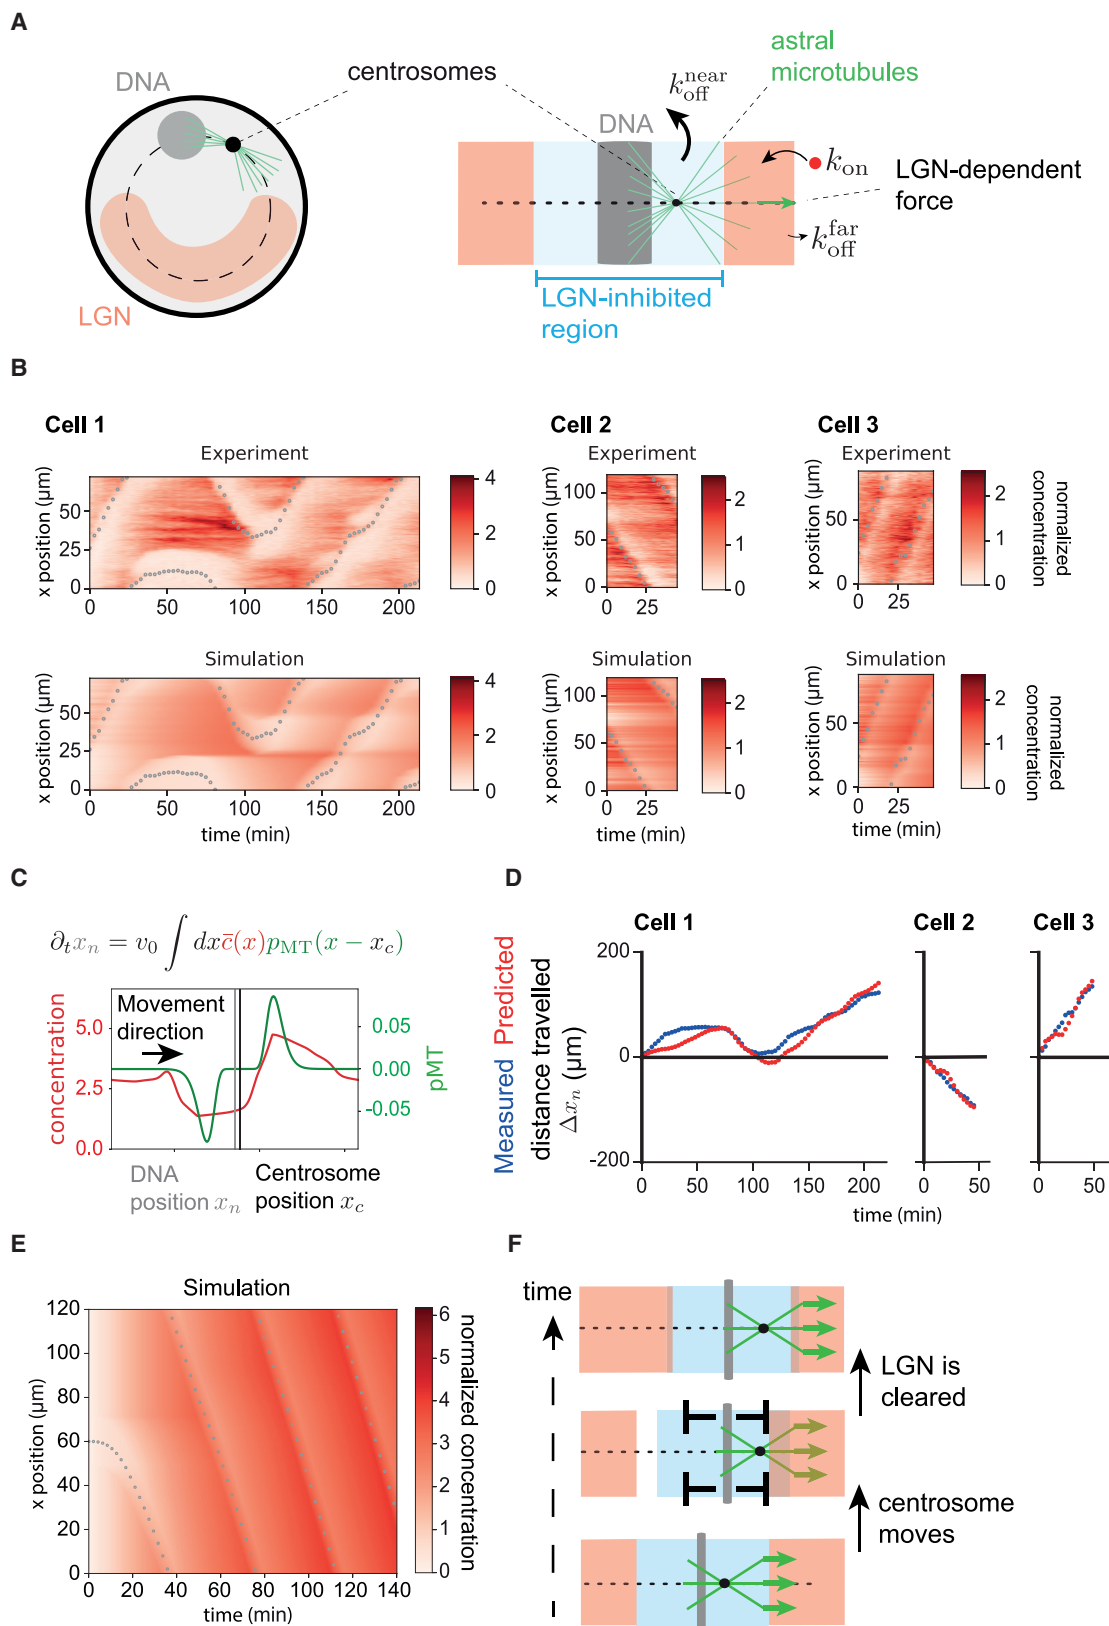 A
DNA
centrosomes
astral
microtubules
k_off^near
DNA
k_on
LGN-dependent
force
k_off^far
LGN-inhibited
region
LGN
B
Cell 1
Cell 2
Cell 3
Experiment
Experiment
Experiment
x position (µm)
50
25
0
0 50 100 150 200
4
2
0
x position (µm)
100
50
0
0 25
2
1
0
x position (µm)
50
0
0 25
2
1
0
normalized
concentration
Simulation
Simulation
Simulation
x position (µm)
50
25
0
0 50 100 150 200
time (min)
4
2
0
x position (µm)
100
50
0
0 25
time (min)
2
1
0
x position (µm)
50
0
0 25
time (min)
2
1
0
normalized
concentration
C
∂_t x_n = v_0 ∫ dx c̄(x) p_MT(x − x_c)
Movement
direction
concentration
5.0
2.5
0.0
0.05
0.00
-0.05
pMT
DNA
position x_n
Centrosome
position x_c
D
Cell 1
Cell 2
Cell 3
Measured Predicted
distance travelled
Δx_n (µm)
200
0
-200
0 50 100 150 200
0 50
0 50
time (min)
E
Simulation
x position (µm)
120
100
80
60
40
20
0
0 20 40 60 80 100 120 140
time (min)
6
5
4
3
2
1
0
normalized concentration
F
time
LGN is
cleared
centrosome
moves